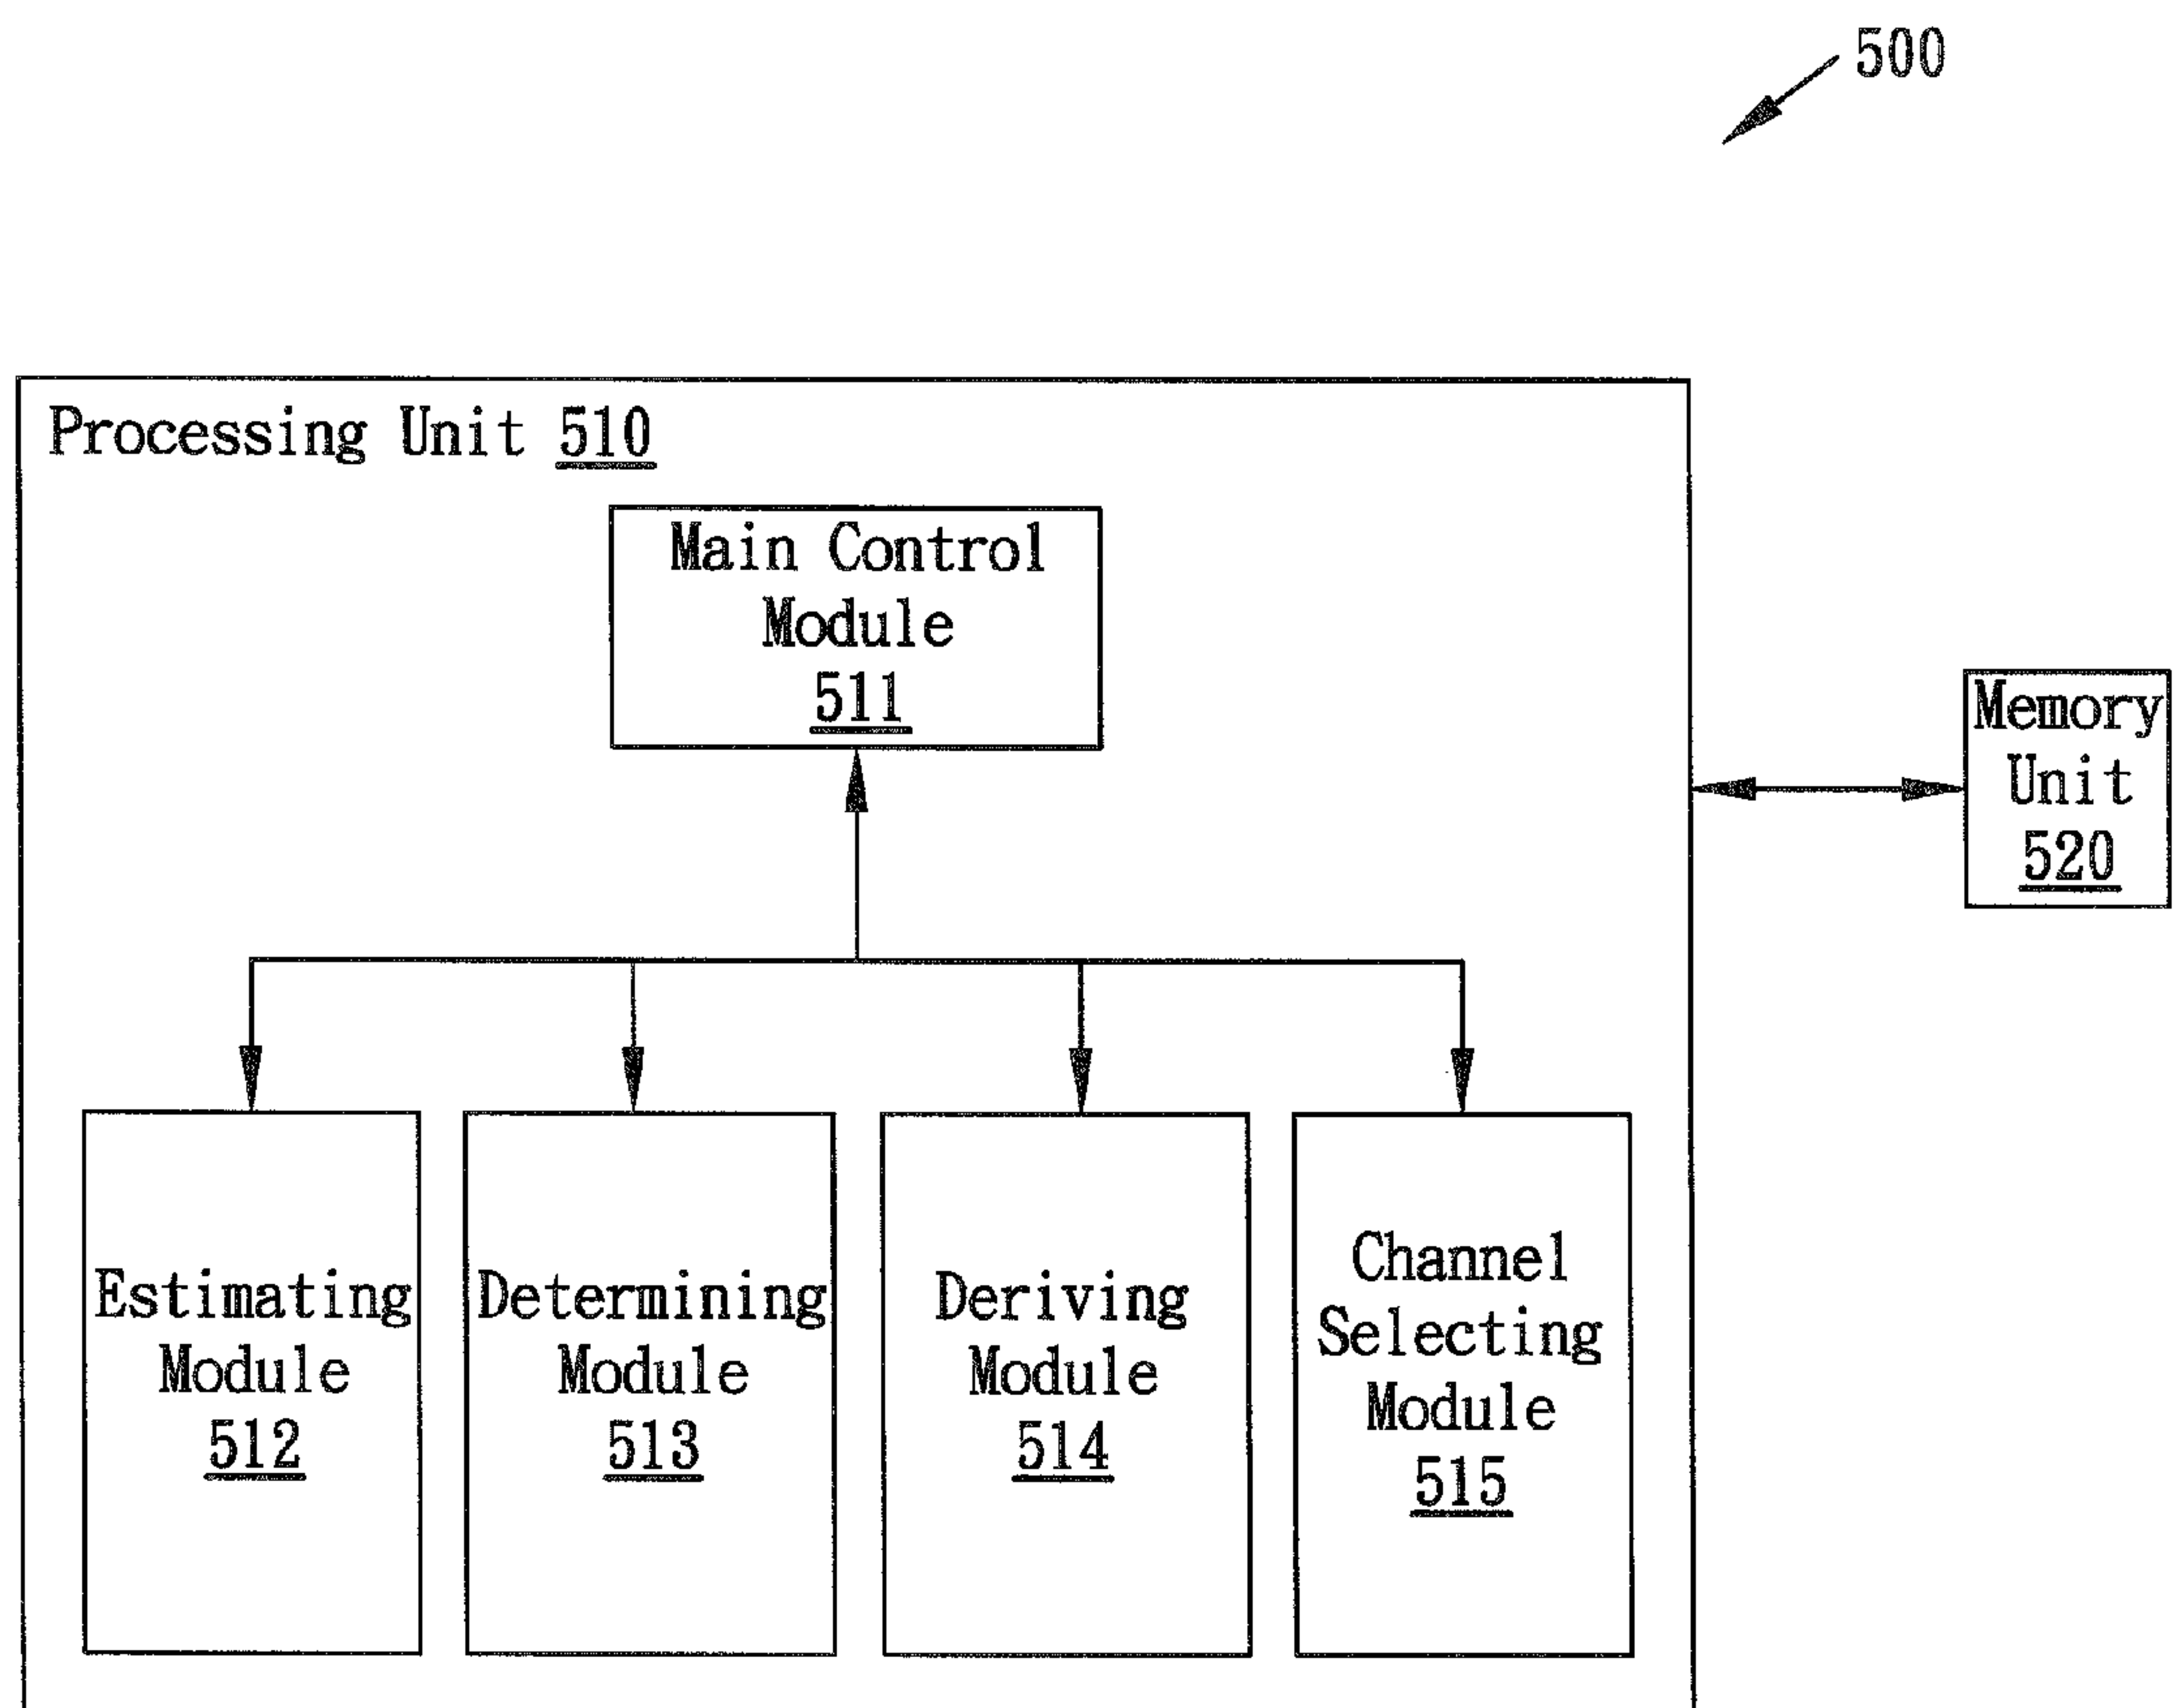 500
Processing Unit 510
Main Control
Module
511
Memory
Unit
520
Estimating
Module
512
Determining
Module
513
Deriving
Module
514
Channel
Selecting
Module
515